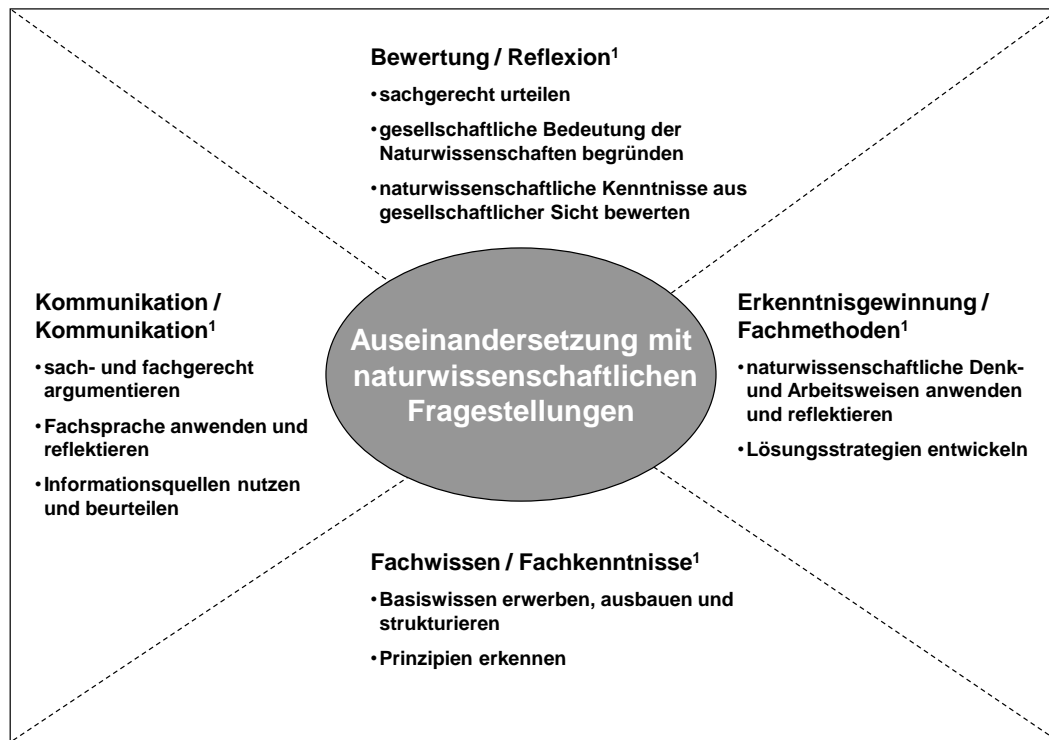 Bewertung / Reflexion¹
•sachgerecht urteilen
•gesellschaftliche Bedeutung der
Naturwissenschaften begründen
•naturwissenschaftliche Kenntnisse aus
gesellschaftlicher Sicht bewerten
Kommunikation /
Kommunikation¹
•sach- und fachgerecht
argumentieren
•Fachsprache anwenden und
reflektieren
•Informationsquellen nutzen
und beurteilen
Auseinandersetzung mit
naturwissenschaftlichen
Fragestellungen
Erkenntnisgewinnung /
Fachmethoden¹
•naturwissenschaftliche Denk-
und Arbeitsweisen anwenden
und reflektieren
•Lösungsstrategien entwickeln
Fachwissen / Fachkenntnisse¹
•Basiswissen erwerben, ausbauen und
strukturieren
•Prinzipien erkennen